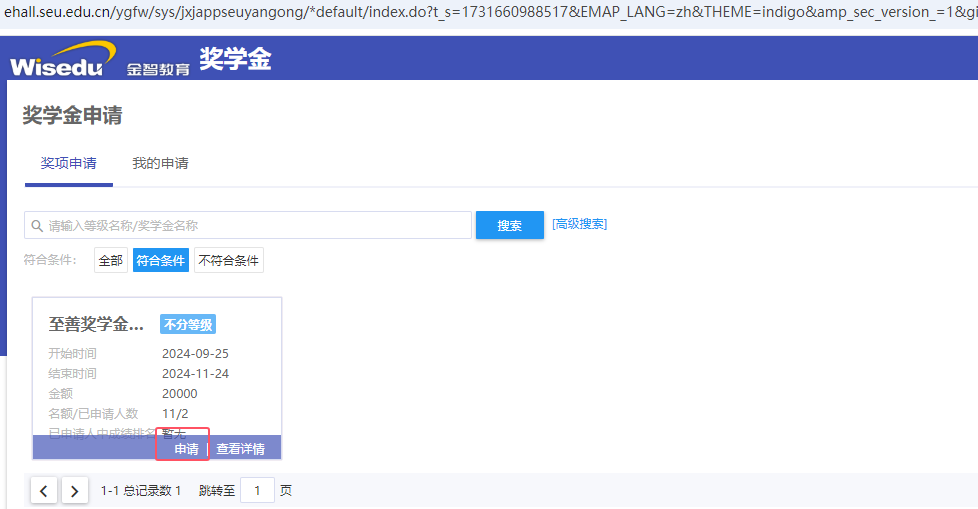 ehall.seu.edu.cn/ygfw/sys/jxjappseuyangong/*default/index.do?t_s=1731660988517&EMAP_LANG=zh&THEME=indigo&amp_sec_version_=1&gi
Wisedu 金智教育 奖学金
奖学金申请
奖项申请 我的申请
请输入等级名称/奖学金名称 搜索 [高级搜索]
符合条件: 全部 符合条件 不符合条件
至善奖学金... 不分等级
开始时间 2024-09-25
结束时间 2024-11-24
金额 20000
名额/已申请人数 11/2
已申请人中成绩排名 暂无
申请 | 查看详情
1-1 总记录数 1 跳转至 1 页